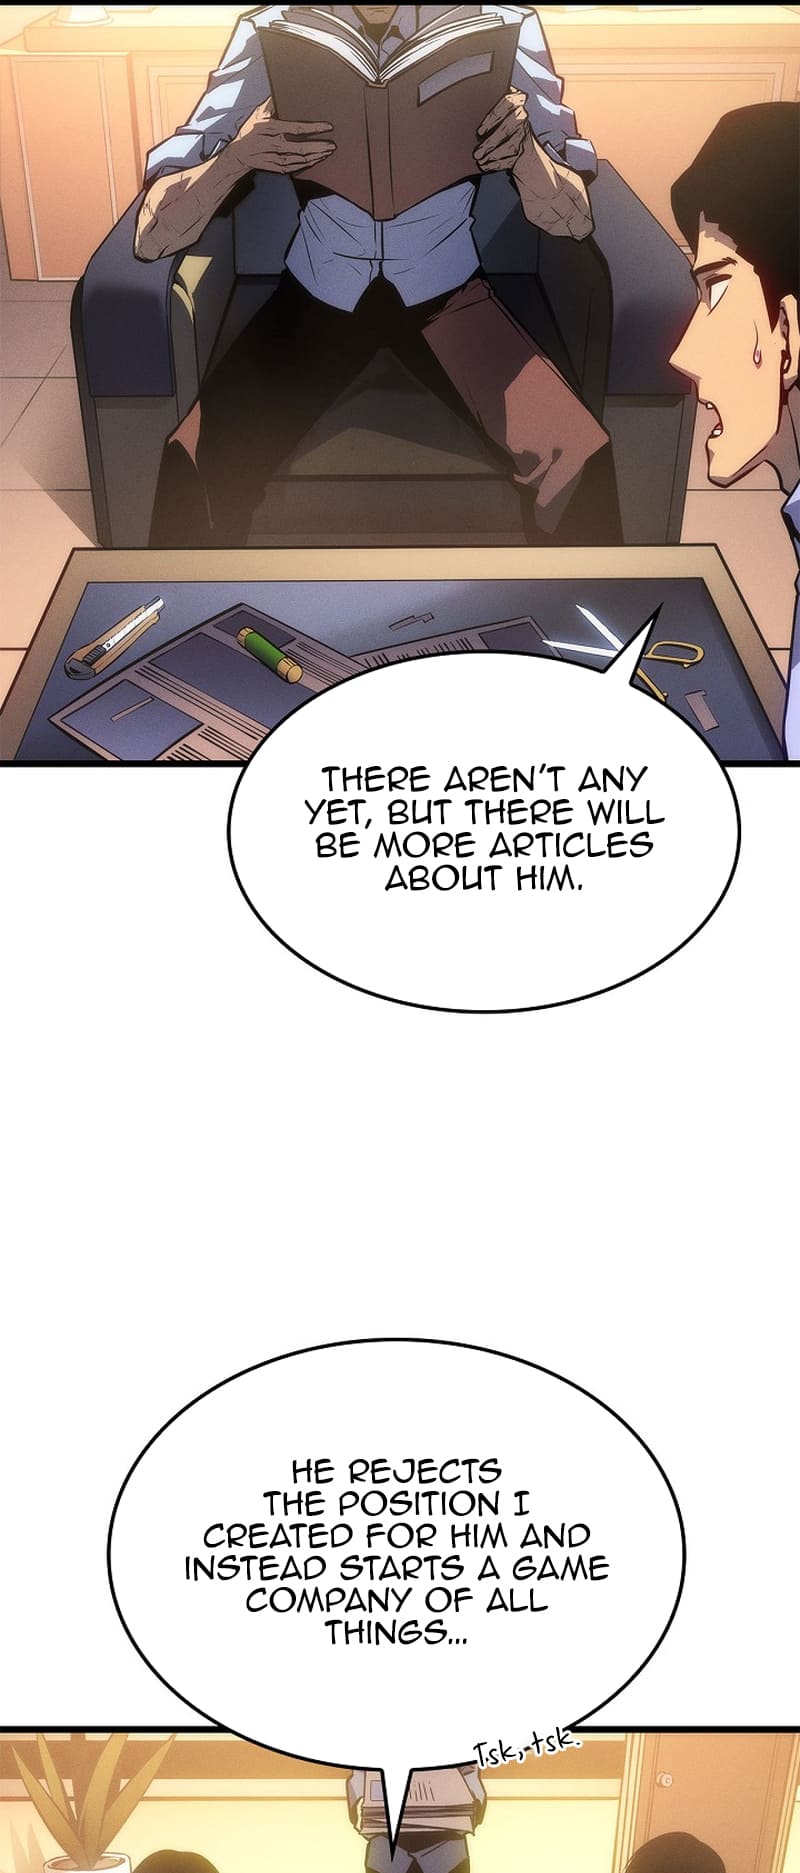 THERE AREN'T ANY
YET, BUT THERE WILL
BE MORE ARTICLES
ABOUT HIM.
HE REJECTS
THE POSITION I
CREATED FOR HIM AND
INSTEAD STARTS A GAME
COMPANY OF ALL
THINGS...
Tsk, tsk.